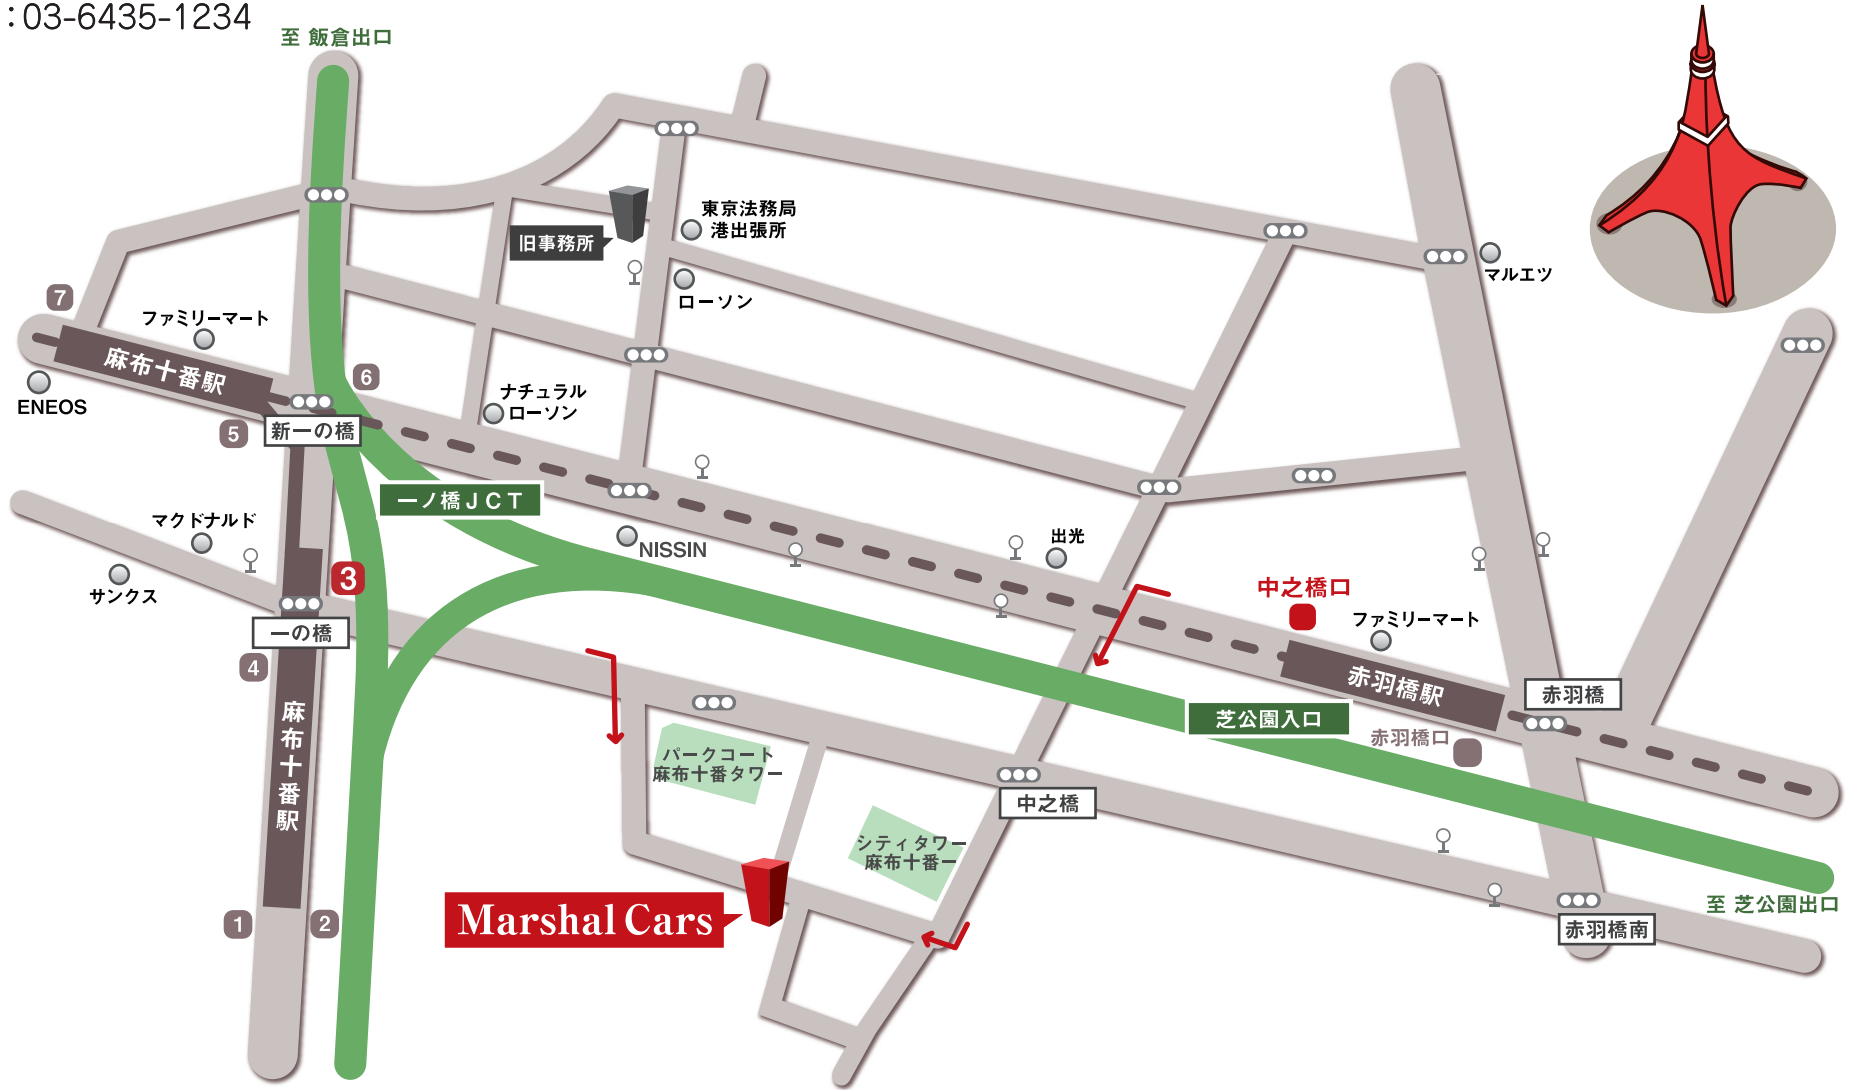 ：03-6435-1234
至 飯倉出口
東京法務局
港出張所
旧事務所
マルエツ
7
ローソン
ファミリーマート
麻布十番駅
6
ENEOS
ナチュラル
ローソン
5
新一の橋
一ノ橋JCT
マクドナルド
NISSIN
出光
3
サンクス
中之橋口
ファミリーマート
一の橋
4
赤羽橋駅
赤羽橋
麻布十番駅
芝公園入口
赤羽橋口
パークコート
麻布十番タワー
中之橋
シティタワー
麻布十番ー
1
2
Marshal Cars
至 芝公園出口
赤羽橋南